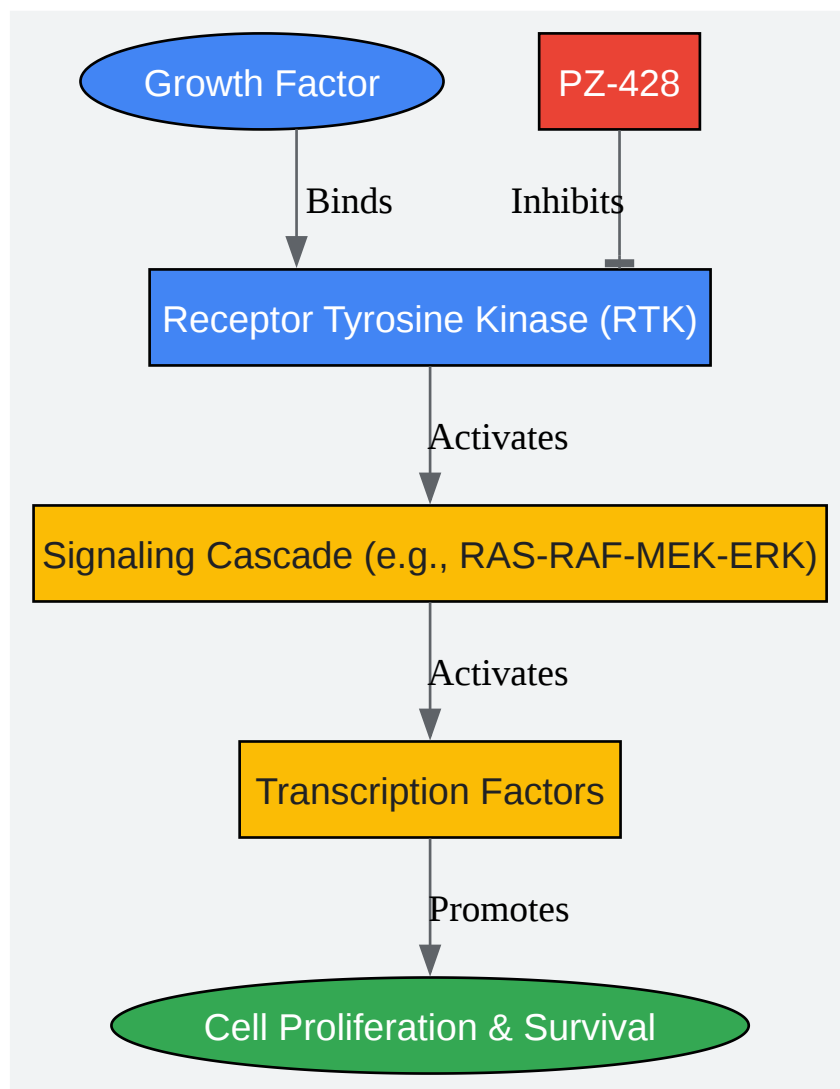 Growth Factor
PZ-428
Binds
Inhibits
Receptor Tyrosine Kinase (RTK)
Activates
Signaling Cascade (e.g., RAS-RAF-MEK-ERK)
Activates
Transcription Factors
Promotes
Cell Proliferation & Survival